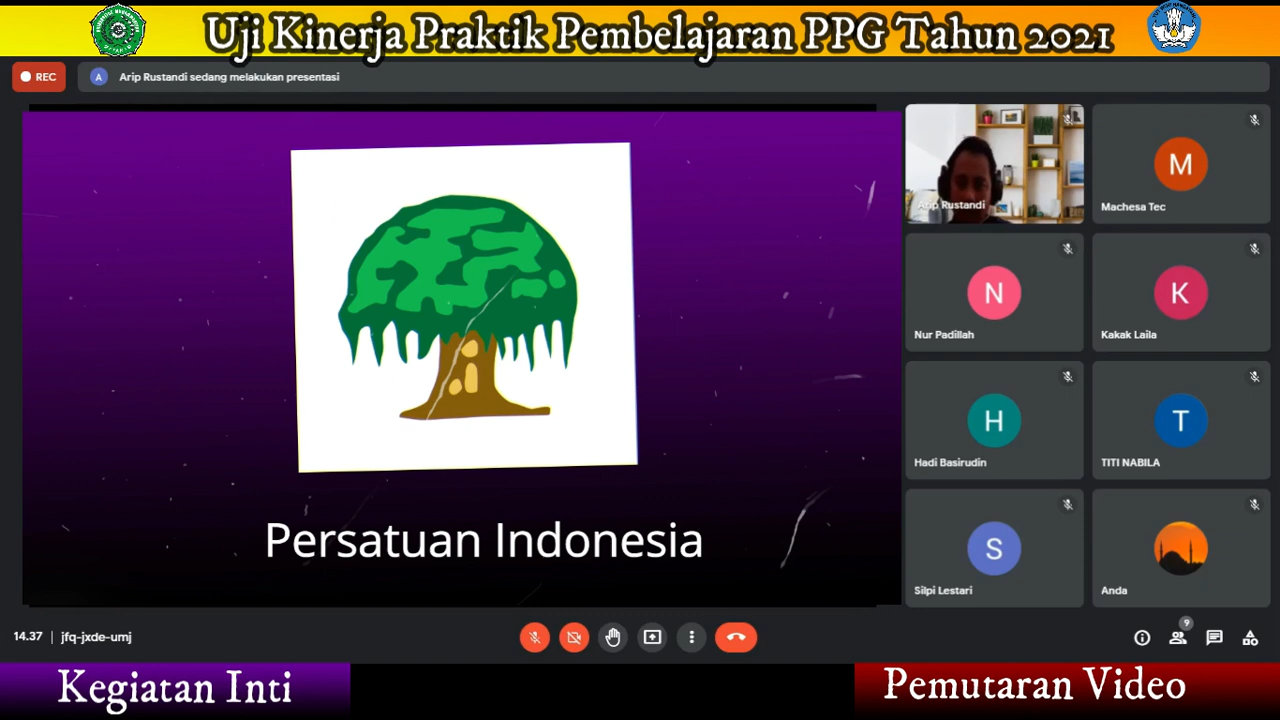 Uji Kinerja Praktik Pembelajaran PPG Tahun 2021
REC
A
Arip Rustandi sedang melakukan presentasi
Arip Rustandi
M
Machesa Tec
N
Nur Padillah
K
Kakak Laila
H
Hadi Basirudin
T
TITI NABILA
S
Silpi Lestari
Anda
Persatuan Indonesia
14.37 | jfq-jxde-umj
9
Kegiatan Inti
Pemutaran Video